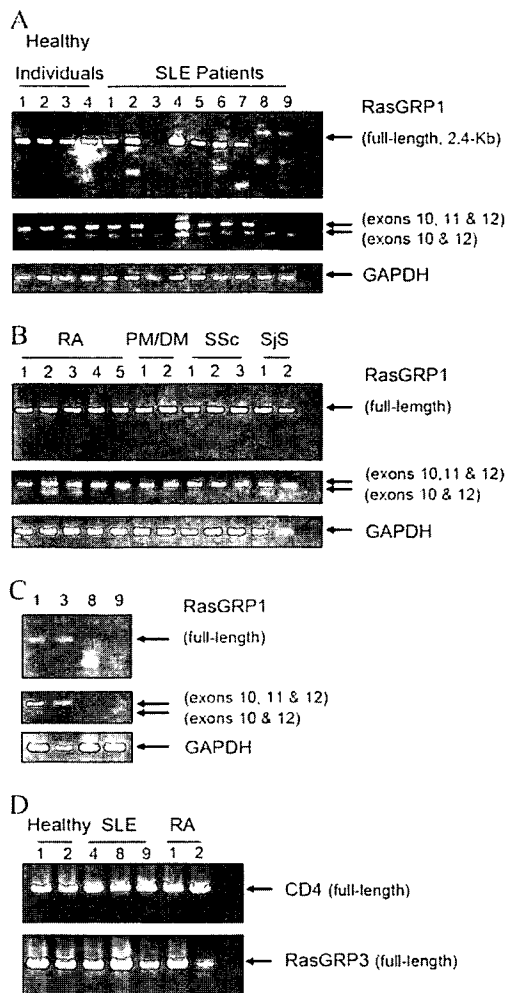 A
Healthy
Individuals SLE Patients
1 2 3 4 1 2 3 4 5 6 7 8 9
RasGRP1
(full-length, 2.4-Kb)
(exons 10, 11 & 12)
(exons 10 & 12)
GAPDH
B
RA PM/DM SSc SjS
1 2 3 4 5 1 2 1 2 3 1 2
RasGRP1
(full-lemgth)
(exons 10,11 & 12)
(exons 10 & 12)
GAPDH
C
1 3 8 9
RasGRP1
(full-length)
(exons 10, 11 & 12)
(exons 10 & 12)
GAPDH
D
Healthy SLE RA
1 2 4 8 9 1 2
CD4 (full-length)
RasGRP3 (full-length)